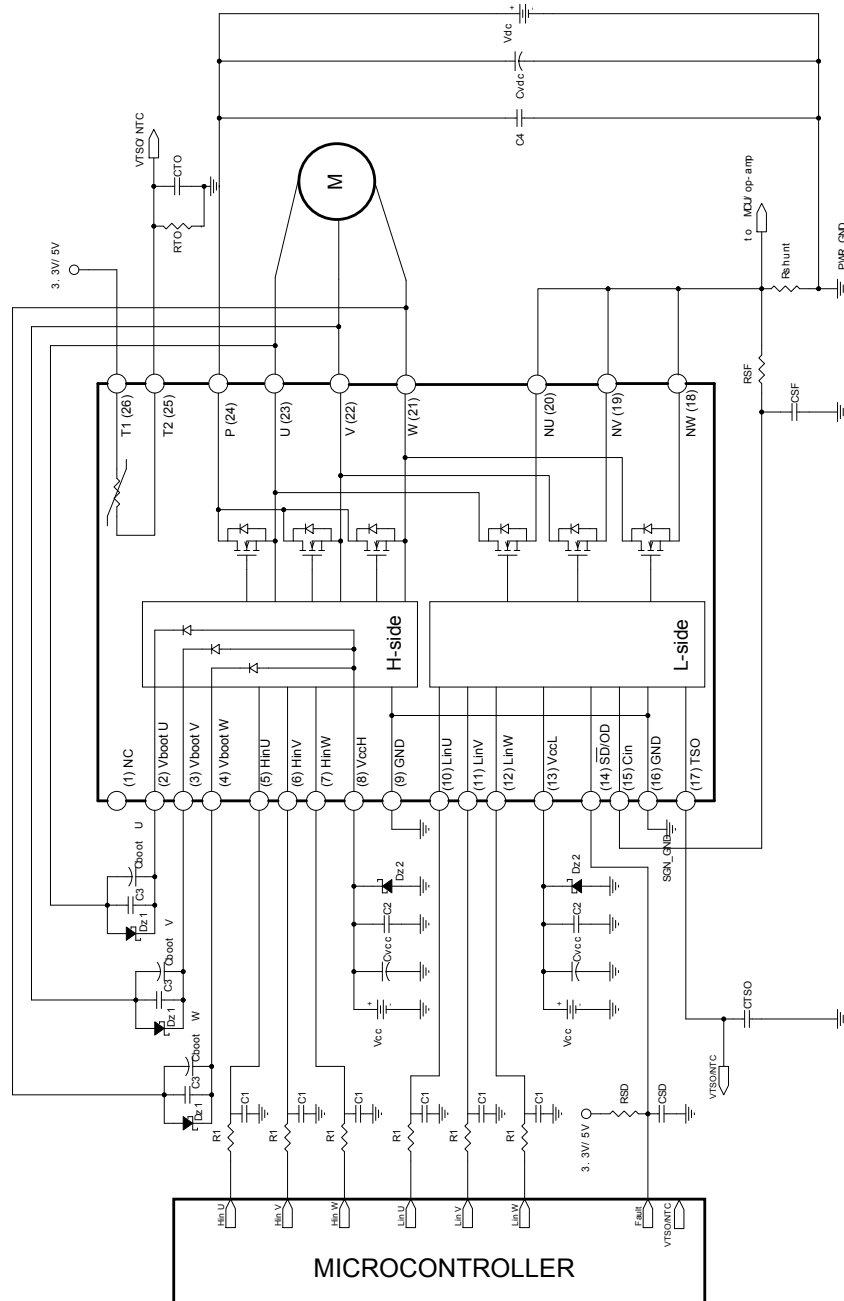 Vdc
+
-
Cvdc
C4
VTSO/NTC
CTO
RTO
3.3V/5V
M
to MCU/op-amp
Rshunt
PWR_GND
RSF
CSF
T1 (26)
T2 (25)
P (24)
U (23)
V (22)
W (21)
NU (20)
NV (19)
NW (18)
H-side
L-side
(1) NC
(2) Vboot U
(3) Vboot V
(4) Vboot W
(5) HinU
(6) HinV
(7) HinW
(8) VccH
(9) GND
(10) LinU
(11) LinV
(12) LinW
(13) VccL
(14) SD/OD
(15) Cin
(16) GND
(17) TSO
SGN_GND
Cboot U
C3
Dz1
Cboot V
C3
Dz1
Cboot W
C3
Dz1
Dz2
C2
Cvcc
Vcc
+
-
Dz2
C2
Cvcc
Vcc
+
-
CTSO
VTSO/NTC
R1
C1
R1
C1
R1
C1
R1
C1
R1
C1
R1
C1
3.3V/5V
RSD
CSD
Hin U
Hin V
Hin W
Lin U
Lin V
Lin W
Fault
VTSO/NTC
MICROCONTROLLER